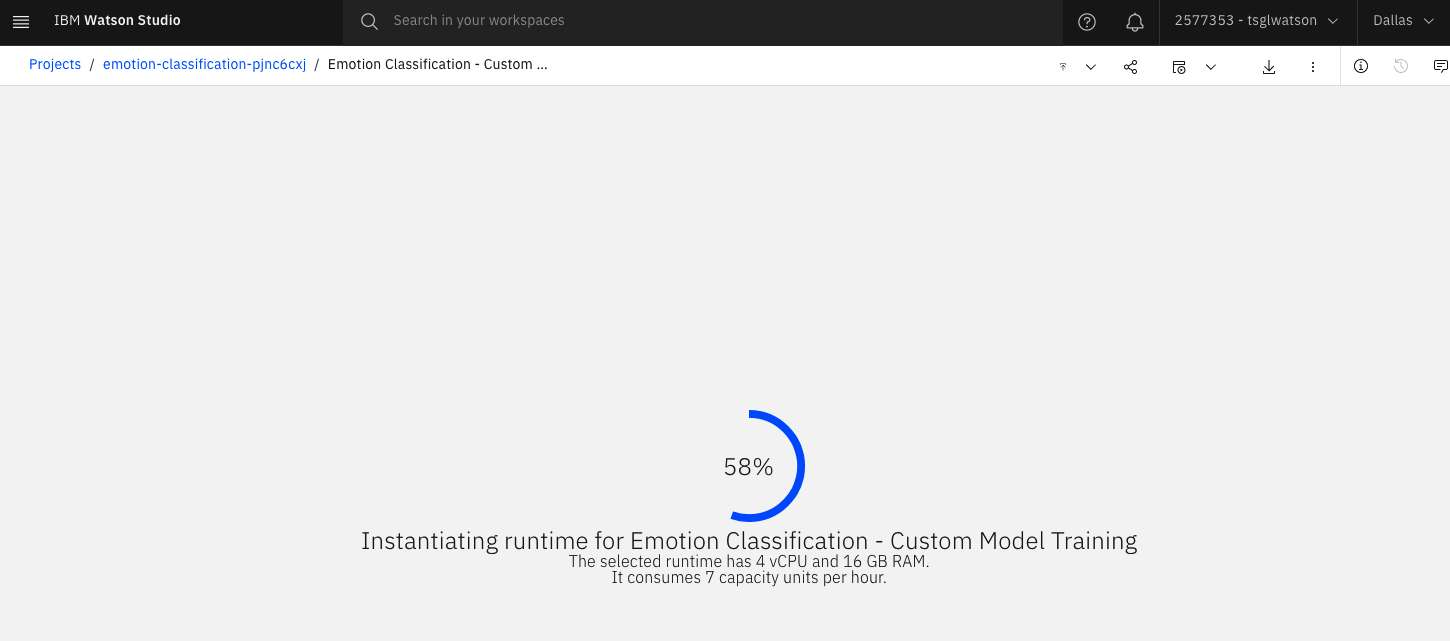 IBM Watson Studio
Search in your workspaces
2577353 - tsglwatson
Dallas
Projects / emotion-classification-pjnc6cxj / Emotion Classification - Custom ...
58%
Instantiating runtime for Emotion Classification - Custom Model Training
The selected runtime has 4 vCPU and 16 GB RAM.
It consumes 7 capacity units per hour.